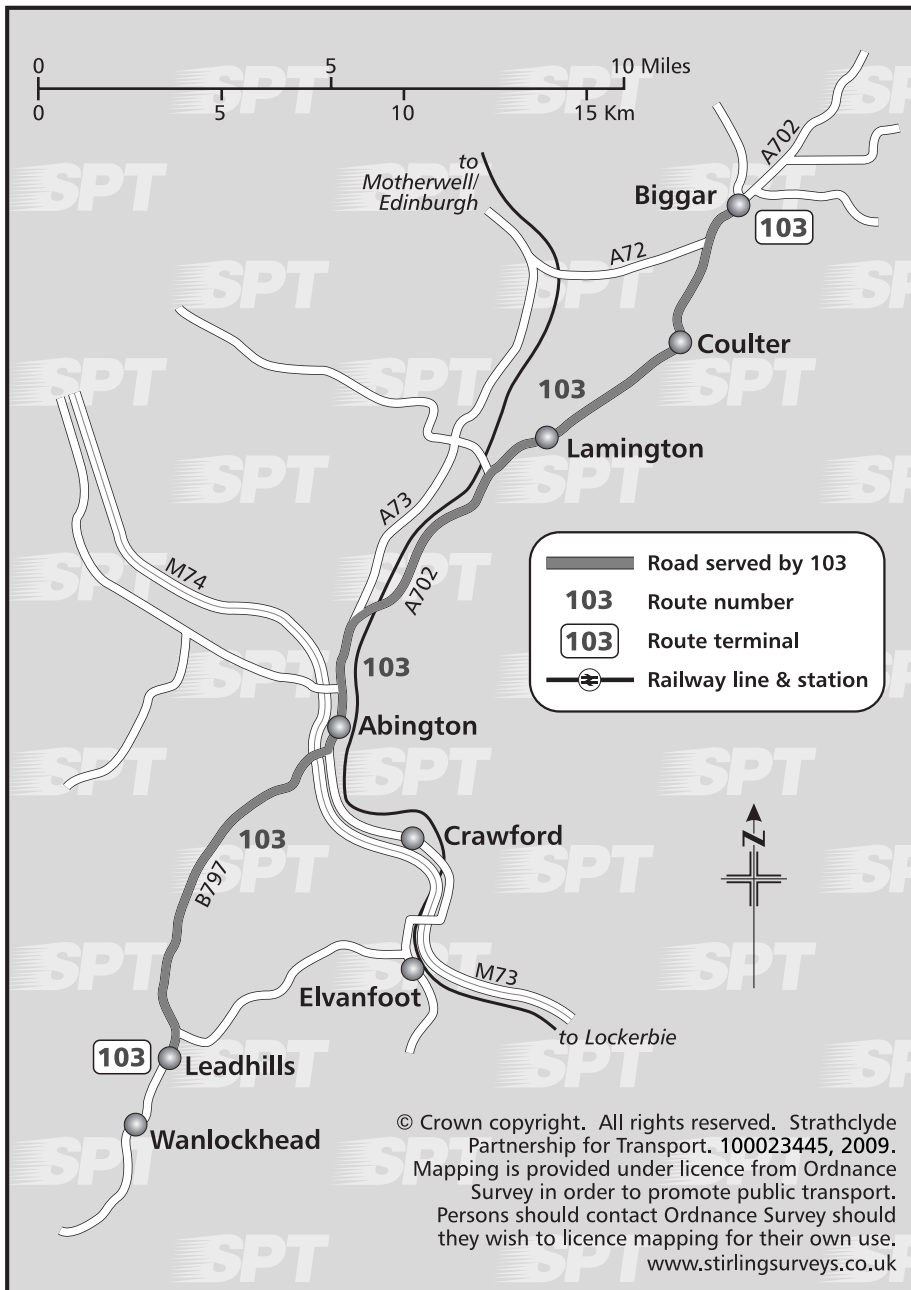 0 5 10 Miles
0 5 10 15 Km
to
Motherwell/
Edinburgh
A702
Biggar
103
A72
Coulter
103
Lamington
A73
M74
A702
Road served by 103
103 Route number
103 Route terminal
Railway line & station
103
Abington
Crawford
103
B797
N
Elvanfoot
M73
to Lockerbie
103
Leadhills
Wanlockhead
© Crown copyright. All rights reserved. Strathclyde
Partnership for Transport. 100023445, 2009.
Mapping is provided under licence from Ordnance
Survey in order to promote public transport.
Persons should contact Ordnance Survey should
they wish to licence mapping for their own use.
www.stirlingsurveys.co.uk
SPT